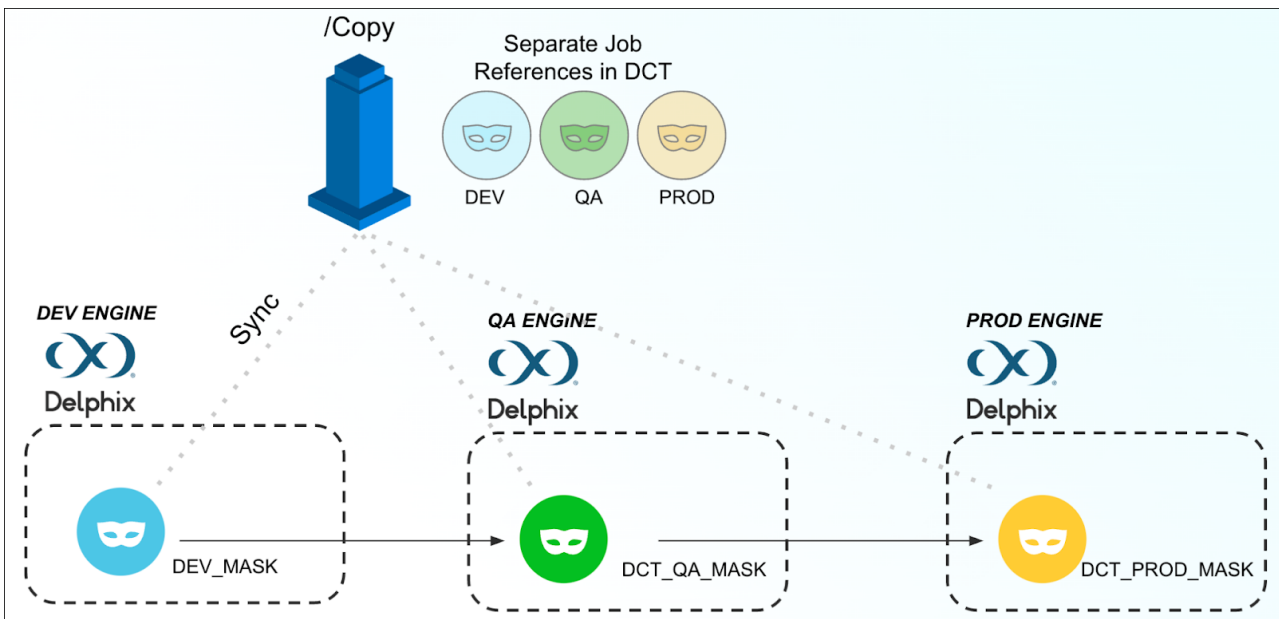 /Copy
Separate Job
References in DCT
DEV
QA
PROD
Sync
DEV ENGINE
Delphix
QA ENGINE
Delphix
PROD ENGINE
Delphix
DEV_MASK
DCT_QA_MASK
DCT_PROD_MASK